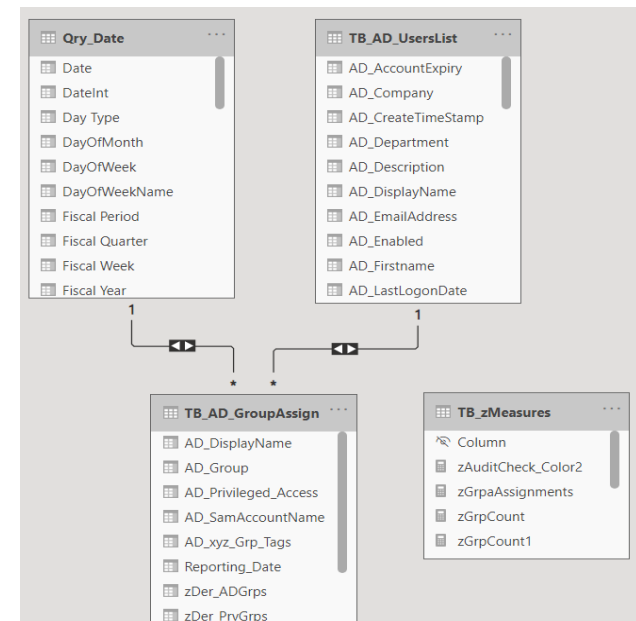 Qry_Date ...
Date
DateInt
Day Type
DayOfMonth
DayOfWeek
DayOfWeekName
Fiscal Period
Fiscal Quarter
Fiscal Week
Fiscal Year
1
TB_AD_UsersList ...
AD_AccountExpiry
AD_Company
AD_CreateTimeStamp
AD_Department
AD_Description
AD_DisplayName
AD_EmailAddress
AD_Enabled
AD_Firstname
AD_LastLogonDate
1
* *
TB_AD_GroupAssign ...
AD_DisplayName
AD_Group
AD_Privileged_Access
AD_SamAccountName
AD_xyz_Grp_Tags
Reporting_Date
zDer_ADGrps
zDer_PrvGrps
TB_zMeasures ...
Column
zAuditCheck_Color2
zGrpaAssignments
zGrpCount
zGrpCount1